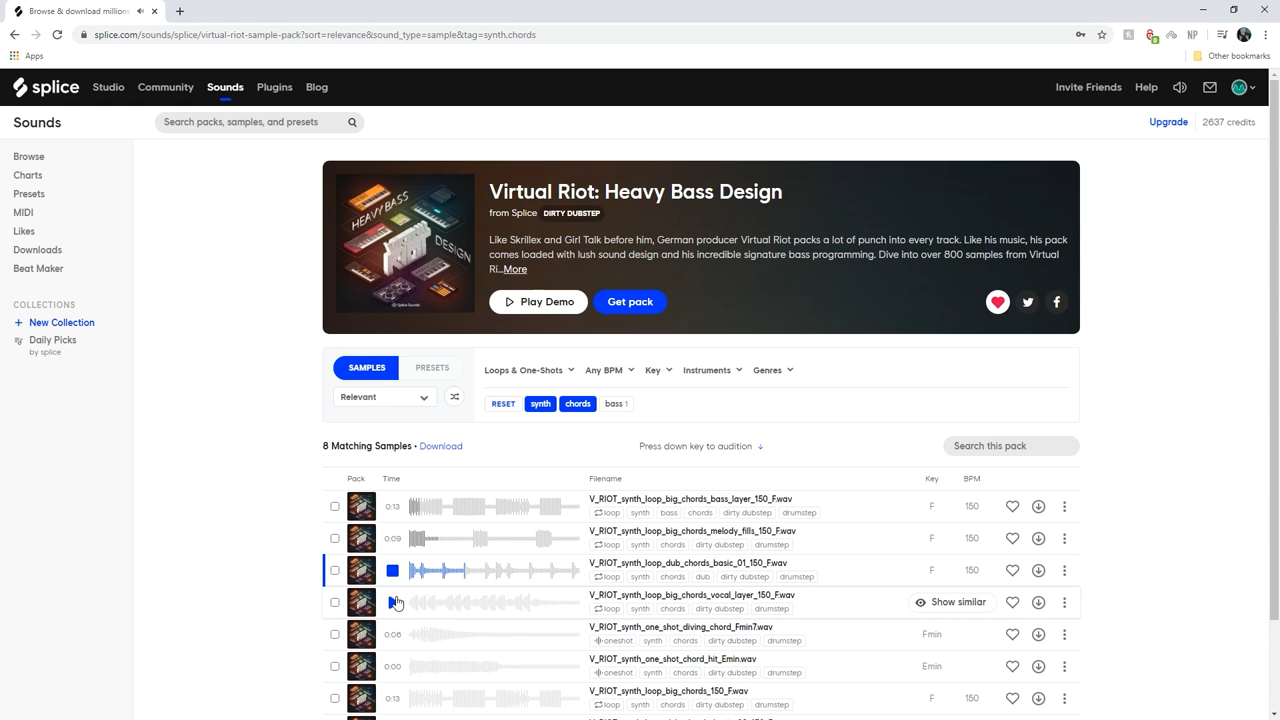 Browse & download millions
splice.com/sounds/splice/virtual-riot-sample-pack?sort=relevance&sound_type=sample&tag=synth,chords
NP
Apps
Other bookmarks
splice Studio Community Sounds Plugins Blog Invite Friends Help
Sounds Search packs, samples, and presets Upgrade 2637 credits
Browse
Charts
Presets
MIDI
Likes
Downloads
Beat Maker
COLLECTIONS
+ New Collection
Daily Picks
by splice
HEAVY BASS
DESIGN
Splice Sounds
Virtual Riot: Heavy Bass Design
from Splice DIRTY DUBSTEP
Like Skrillex and Girl Talk before him, German producer Virtual Riot packs a lot of punch into every track. Like his music, his pack
comes loaded with lush sound design and his incredible signature bass programming. Dive into over 800 samples from Virtual
Ri...More
Play Demo Get pack
SAMPLES PRESETS
Relevant
Loops & One-Shots Any BPM Key Instruments Genres
RESET synth chords bass 1
8 Matching Samples • Download Press down key to audition ↓ Search this pack
Pack Time Filename Key BPM
0:13 V_RIOT_synth_loop_big_chords_bass_layer_150_F.wav F 150
loop synth bass chords dirty dubstep drumstep
0:09 V_RIOT_synth_loop_big_chords_melody_fills_150_F.wav F 150
loop synth chords dirty dubstep drumstep
V_RIOT_synth_loop_dub_chords_basic_01_150_F.wav F 150
loop synth chords dub dirty dubstep drumstep
V_RIOT_synth_loop_big_chords_vocal_layer_150_F.wav Show similar
loop synth chords dirty dubstep drumstep
0:06 V_RIOT_synth_one_shot_diving_chord_Fmin7.wav Fmin
oneshot synth chords dirty dubstep drumstep
0:00 V_RIOT_synth_one_shot_chord_hit_Emin.wav Emin
oneshot synth chords dirty dubstep drumstep
0:13 V_RIOT_synth_loop_big_chords_150_F.wav F 150
loop synth chords dirty dubstep drumstep